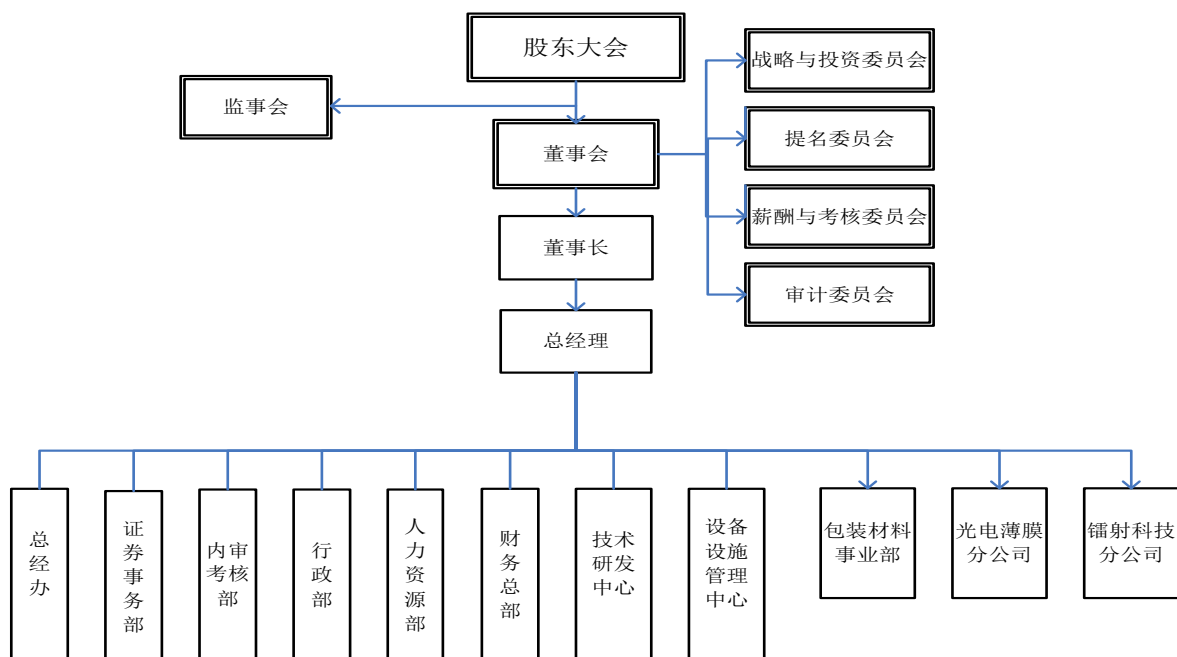 股东大会
战略与投资委员会
监事会
提名委员会
董事会
薪酬与考核委员会
董事长
审计委员会
总经理
总经办
证券事务部
内审
考核
部
行政部
人力资源部
财务总部
技术
研发
中心
设备
设施
管理
中心
包装材料
事业部
光电薄膜
分公司
镭射科技
分公司